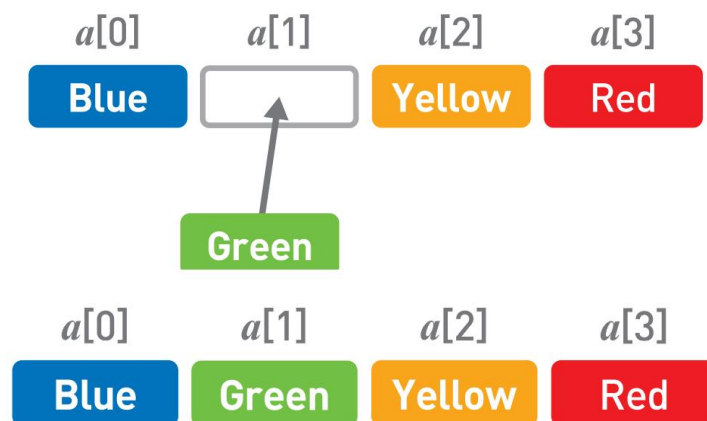 a[0] a[1] a[2] a[3]
Blue Yellow Red
Green
a[0] a[1] a[2] a[3]
Blue Green Yellow Red